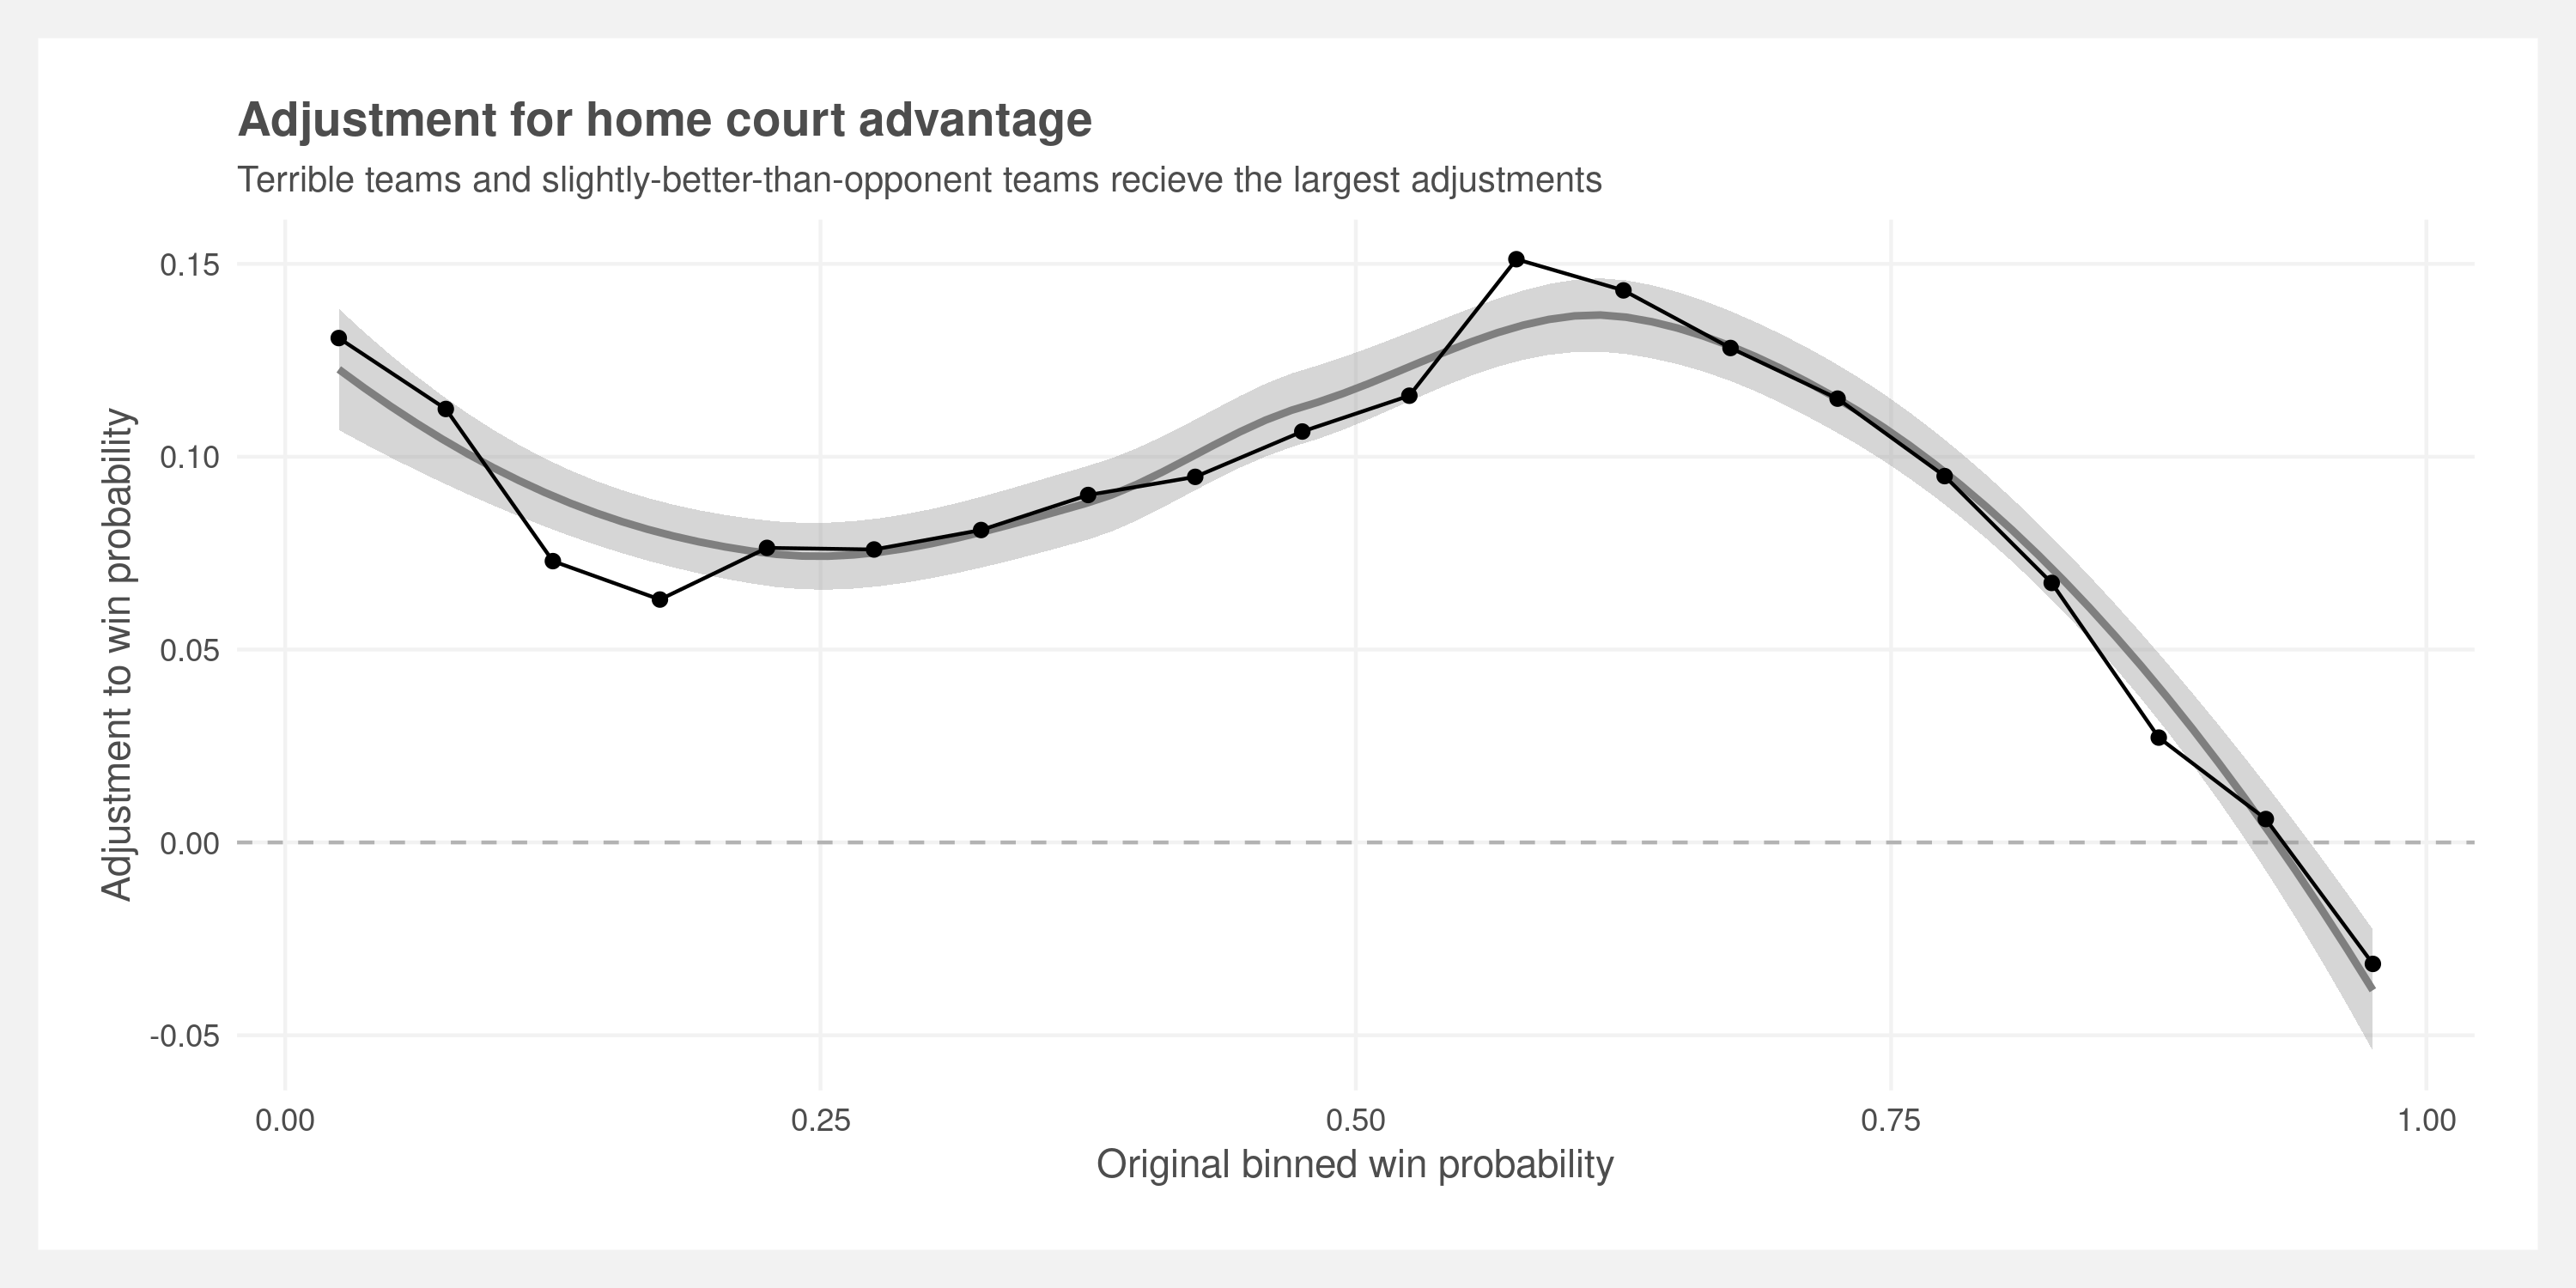 Adjustment for home court advantage
Terrible teams and slightly-better-than-opponent teams recieve the largest adjustments
Adjustment to win probability
0.15
0.10
0.05
0.00
-0.05
0.00 0.25 0.50 0.75 1.00
Original binned win probability